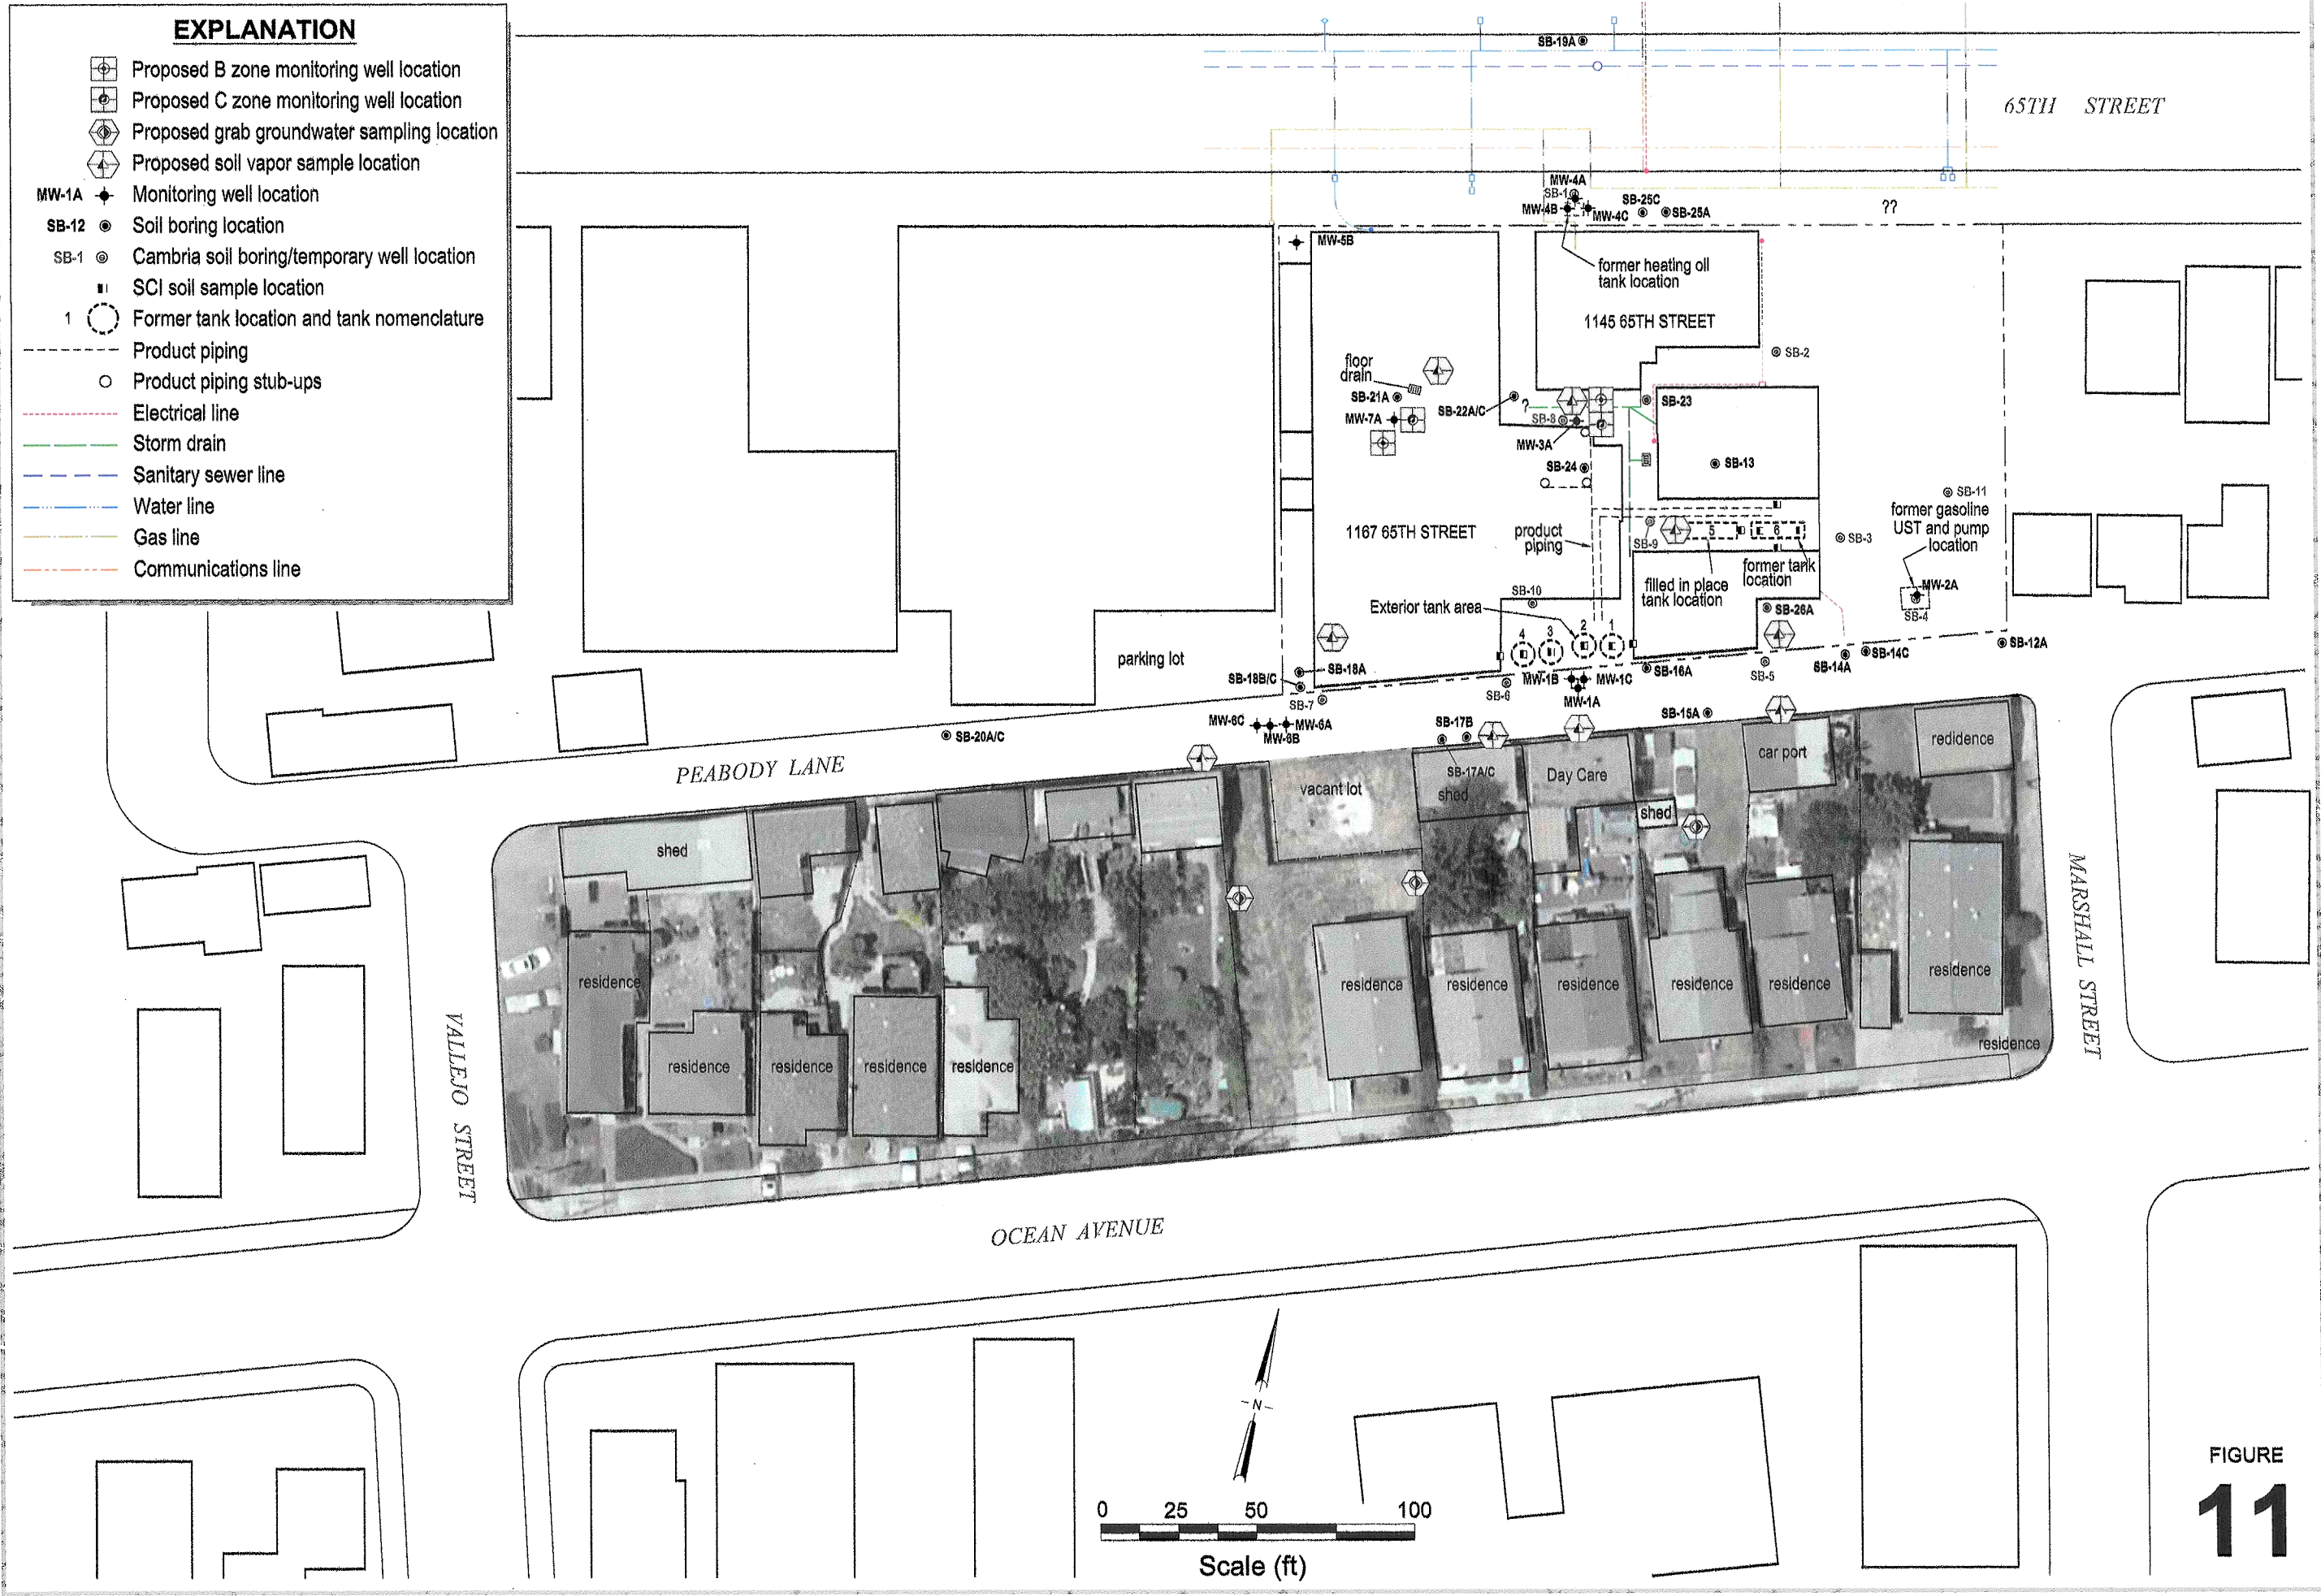 EXPLANATION
Proposed B zone monitoring well location
Proposed C zone monitoring well location
Proposed grab groundwater sampling location
Proposed soil vapor sample location
MW-1A Monitoring well location
SB-12 Soil boring location
SB-1 Cambria soil boring/temporary well location
SCI soil sample location
1 Former tank location and tank nomenclature
Product piping
Product piping stub-ups
Electrical line
Storm drain
Sanitary sewer line
Water line
Gas line
Communications line
SB-19A
65TH STREET
MW-4A
SB-1
MW-4B
MW-4C
SB-25C
SB-25A
??
MW-5B
former heating oil
tank location
1145 65TH STREET
SB-2
floor
drain
SB-21A
MW-7A
SB-22A/C
?
SB-8
MW-3A
SB-23
SB-24
SB-13
SB-11
former gasoline
UST and pump
location
1167 65TH STREET
product
piping
SB-9
5
6
SB-3
filled in place
tank location
former tank
location
MW-2A
SB-4
SB-10
Exterior tank area
4
3
2
1
SB-26A
parking lot
SB-18A
SB-18B/C
SB-7
SB-6
MW-1B
MW-1C
MW-1A
SB-16A
SB-5
SB-14A
SB-14C
SB-12A
MW-6C
MW-6A
MW-6B
SB-17B
SB-17A/C
SB-15A
SB-20A/C
PEABODY LANE
vacant lot
shed
Day Care
shed
car port
redidence
shed
residence
residence
residence
residence
residence
residence
residence
residence
residence
residence
residence
residence
VALLEJO STREET
MARSHALL STREET
OCEAN AVENUE
-N-
0 25 50 100
Scale (ft)
FIGURE
11